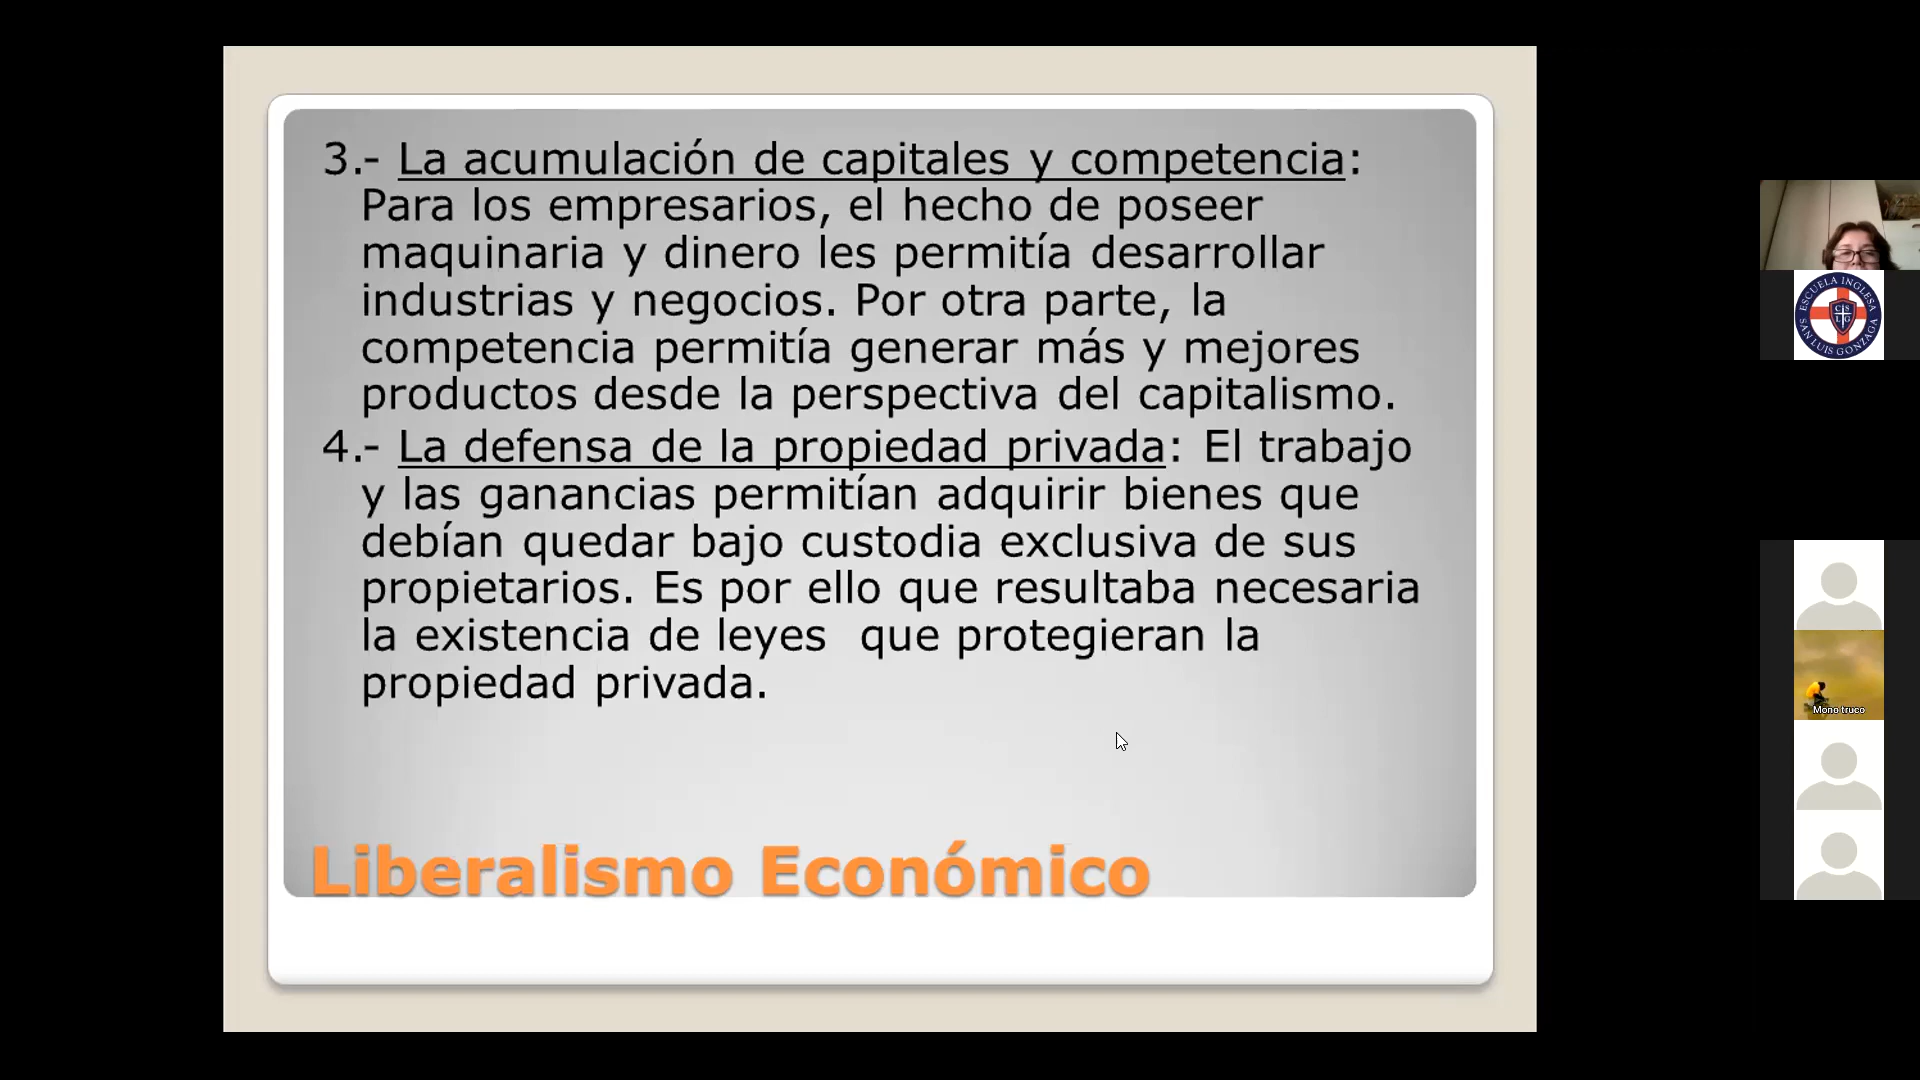 3.- La acumulación de capitales y competencia:
Para los empresarios, el hecho de poseer
maquinaria y dinero les permitía desarrollar
industrias y negocios. Por otra parte, la
competencia permitía generar más y mejores
productos desde la perspectiva del capitalismo.
4.- La defensa de la propiedad privada: El trabajo
y las ganancias permitían adquirir bienes que
debían quedar bajo custodia exclusiva de sus
propietarios. Es por ello que resultaba necesaria
la existencia de leyes  que protegieran la
propiedad privada.
Liberalismo Económico
ESCUELA INGLESA
SAN LUIS GONZAGA
Mono truco